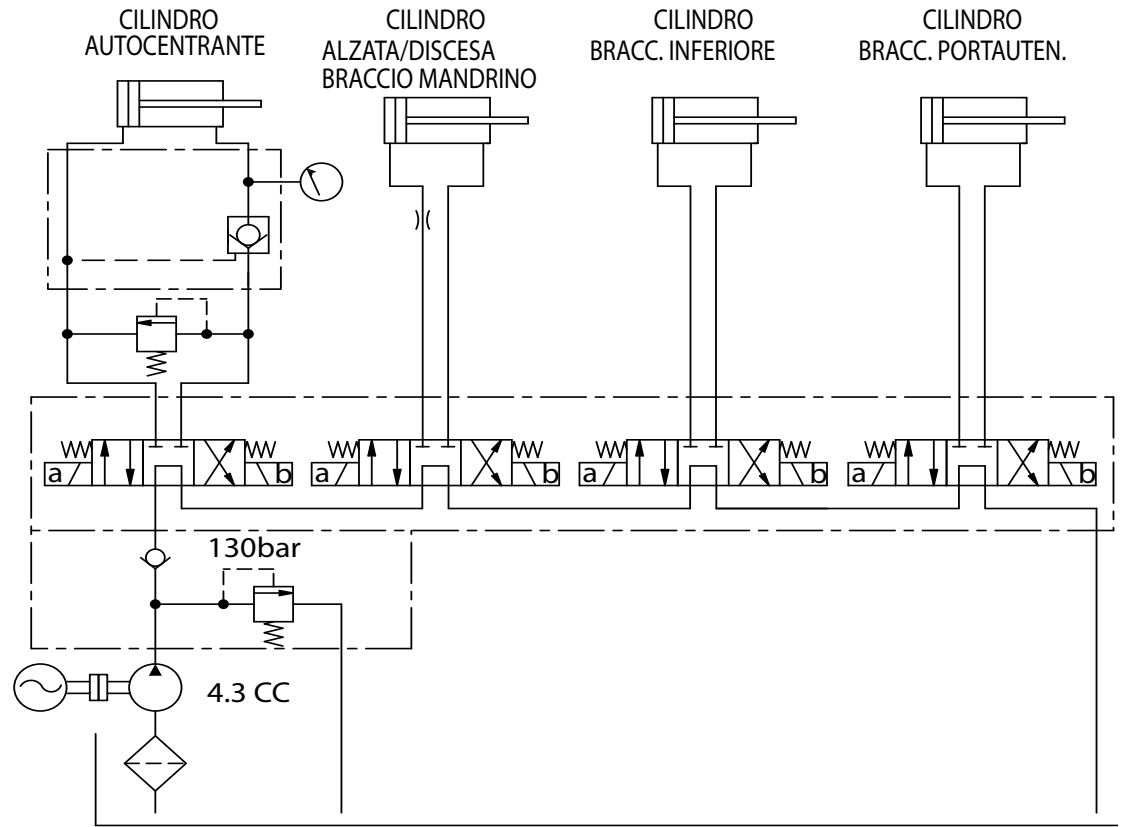 CILINDRO
AUTOCENTRANTE
CILINDRO
ALZATA/DISCESA
BRACCIO MANDRINO
CILINDRO
BRACC. INFERIORE
CILINDRO
BRACC. PORTAUTEN.
a b a b a b a b
130bar
4.3 CC